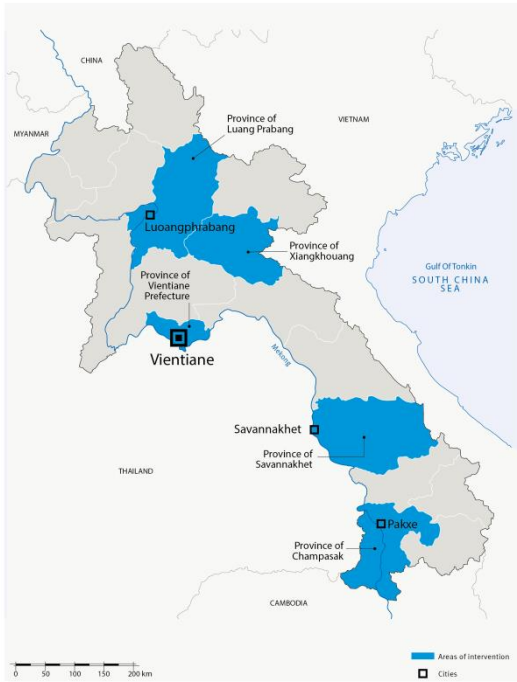 CHINA
Province of
Luang Prabang
VIETNAM
MYANMAR
Luoangphrabang
Province of
Xiangkhouang
Gulf Of Tonkin
SOUTH CHINA
SEA
Province of
Vientiane
Prefecture
Vientiane
Mekong
Savannakhet
Province of
Savannakhet
THAILAND
Pakxe
Province of
Champasak
CAMBODIA
Areas of intervention
Cities
0 50 100 150 200 km